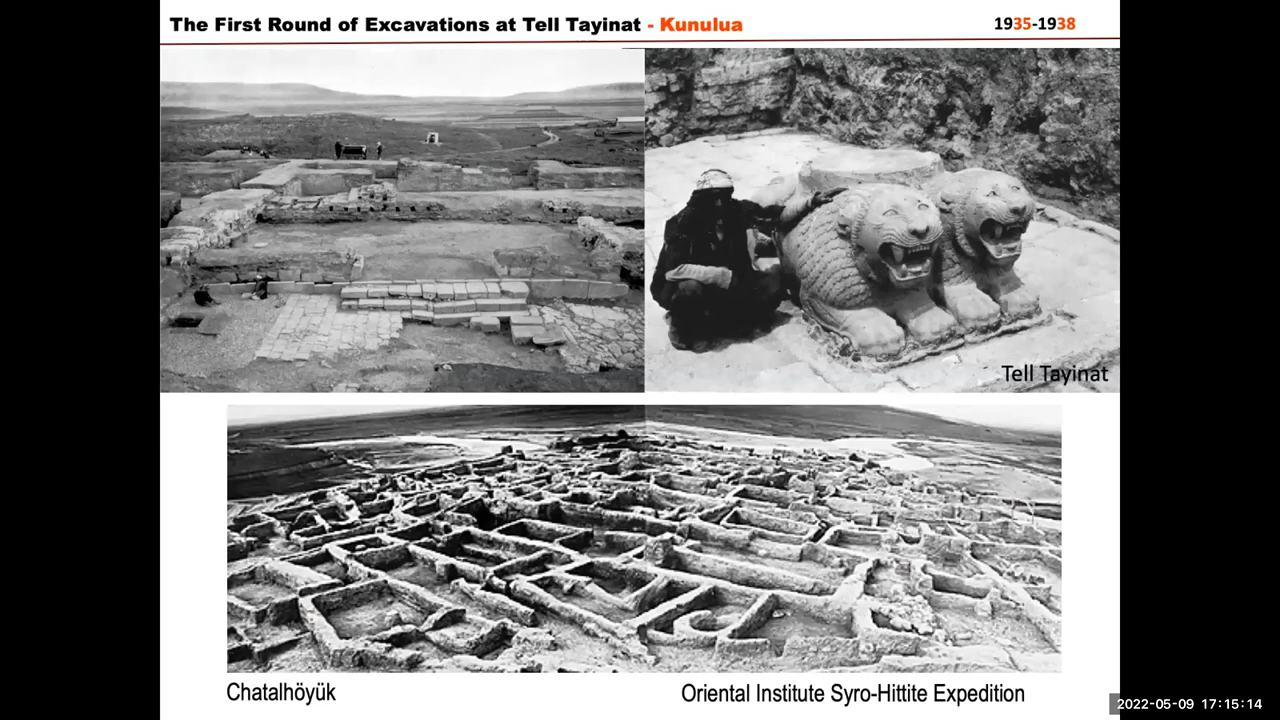 The First Round of Excavations at Tell Tayinat - Kunulua
1935-1938
Tell Tayinat
Chatalhöyük
Oriental Institute Syro-Hittite Expedition
2022-05-09 17:15:14